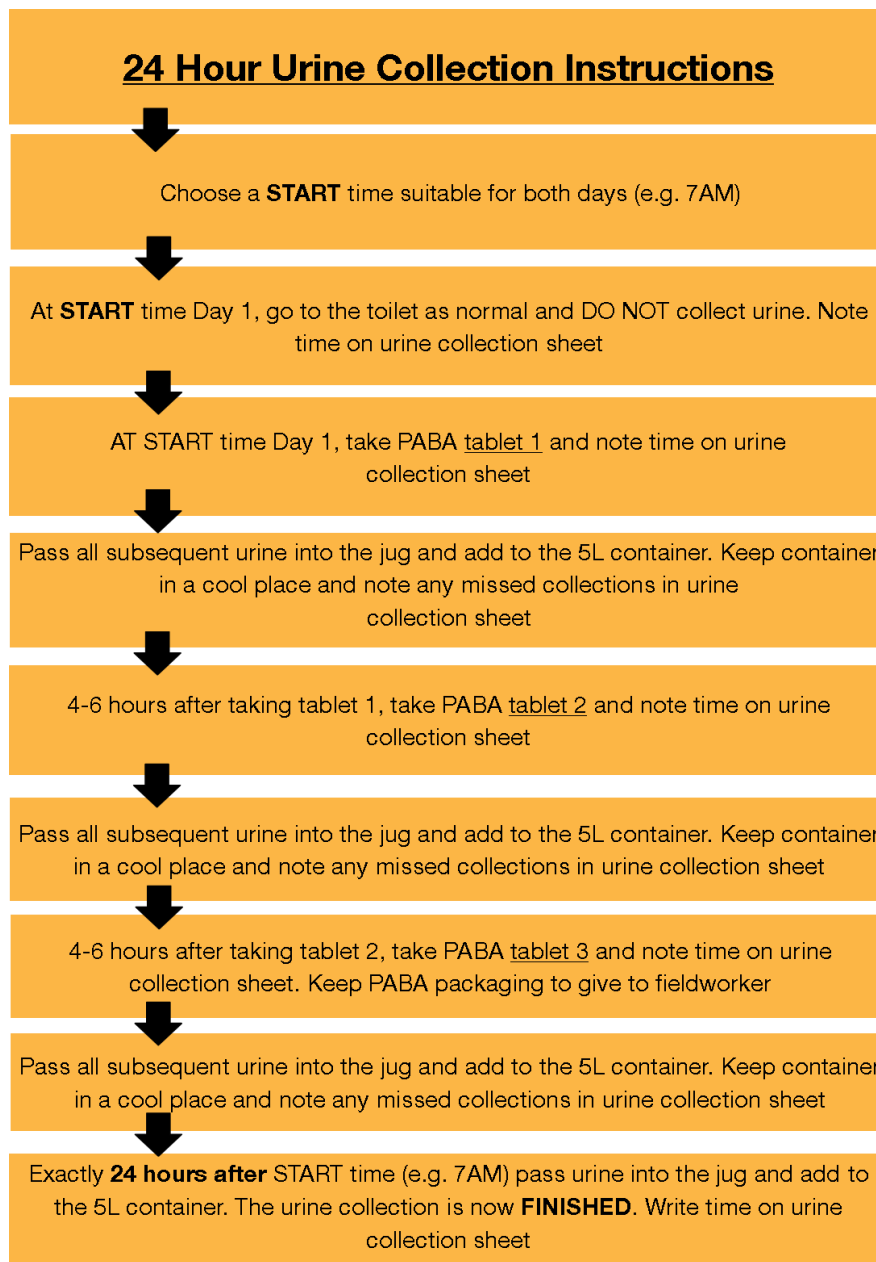 24 Hour Urine Collection Instructions
Choose a START time suitable for both days (e.g. 7AM)
At START time Day 1, go to the toilet as normal and DO NOT collect urine. Note
time on urine collection sheet
AT START time Day 1, take PABA tablet 1 and note time on urine
collection sheet
Pass all subsequent urine into the jug and add to the 5L container. Keep container
in a cool place and note any missed collections in urine
collection sheet
4-6 hours after taking tablet 1, take PABA tablet 2 and note time on urine
collection sheet
Pass all subsequent urine into the jug and add to the 5L container. Keep container
in a cool place and note any missed collections in urine collection sheet
4-6 hours after taking tablet 2, take PABA tablet 3 and note time on urine
collection sheet. Keep PABA packaging to give to fieldworker
Pass all subsequent urine into the jug and add to the 5L container. Keep container
in a cool place and note any missed collections in urine collection sheet
Exactly 24 hours after START time (e.g. 7AM) pass urine into the jug and add to
the 5L container. The urine collection is now FINISHED. Write time on urine
collection sheet